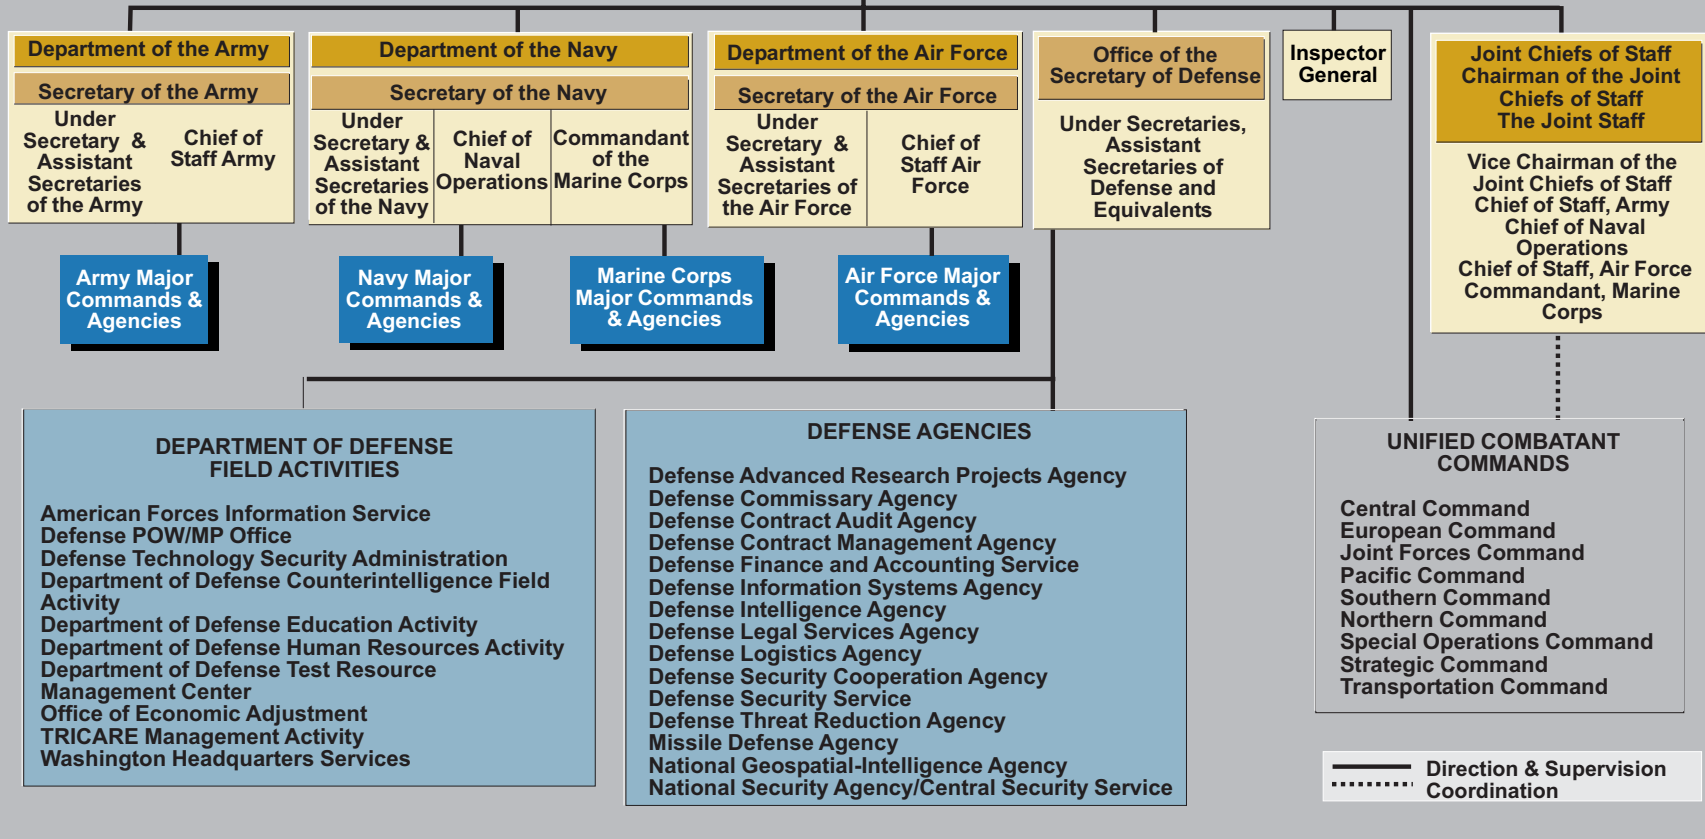 Department of the Army
Secretary of the Army
Under
Secretary &
Assistant
Secretaries
of the Army
Chief of
Staff Army
Department of the Navy
Secretary of the Navy
Under
Secretary &
Assistant
Secretaries
of the Navy
Chief of
Naval
Operations
Commandant
of the
Marine Corps
Department of the Air Force
Secretary of the Air Force
Under
Secretary &
Assistant
Secretaries of
the Air Force
Chief of
Staff Air
Force
Office of the
Secretary of Defense
Under Secretaries,
Assistant
Secretaries of
Defense and
Equivalents
Inspector
General
Joint Chiefs of Staff
Chairman of the Joint
Chiefs of Staff
The Joint Staff
Vice Chairman of the
Joint Chiefs of Staff
Chief of Staff, Army
Chief of Naval
Operations
Chief of Staff, Air Force
Commandant, Marine
Corps
Army Major
Commands &
Agencies
Navy Major
Commands &
Agencies
Marine Corps
Major Commands
& Agencies
Air Force Major
Commands &
Agencies
DEPARTMENT OF DEFENSE
FIELD ACTIVITIES
American Forces Information Service
Defense POW/MP Office
Defense Technology Security Administration
Department of Defense Counterintelligence Field
Activity
Department of Defense Education Activity
Department of Defense Human Resources Activity
Department of Defense Test Resource
Management Center
Office of Economic Adjustment
TRICARE Management Activity
Washington Headquarters Services
DEFENSE AGENCIES
Defense Advanced Research Projects Agency
Defense Commissary Agency
Defense Contract Audit Agency
Defense Contract Management Agency
Defense Finance and Accounting Service
Defense Information Systems Agency
Defense Intelligence Agency
Defense Legal Services Agency
Defense Logistics Agency
Defense Security Cooperation Agency
Defense Security Service
Defense Threat Reduction Agency
Missile Defense Agency
National Geospatial-Intelligence Agency
National Security Agency/Central Security Service
UNIFIED COMBATANT
COMMANDS
Central Command
European Command
Joint Forces Command
Pacific Command
Southern Command
Northern Command
Special Operations Command
Strategic Command
Transportation Command
Direction & Supervision
Coordination